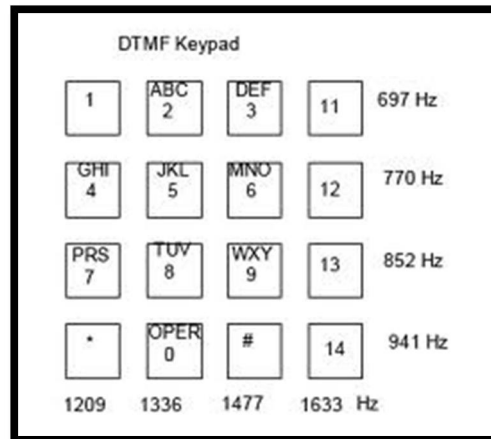 DTMF Keypad
1 ABC 2 DEF 3 11 697 Hz
GHI 4 JKL 5 MNO 6 12 770 Hz
PRS 7 TUV 8 WXY 9 13 852 Hz
* OPER 0 # 14 941 Hz
1209 1336 1477 1633 Hz